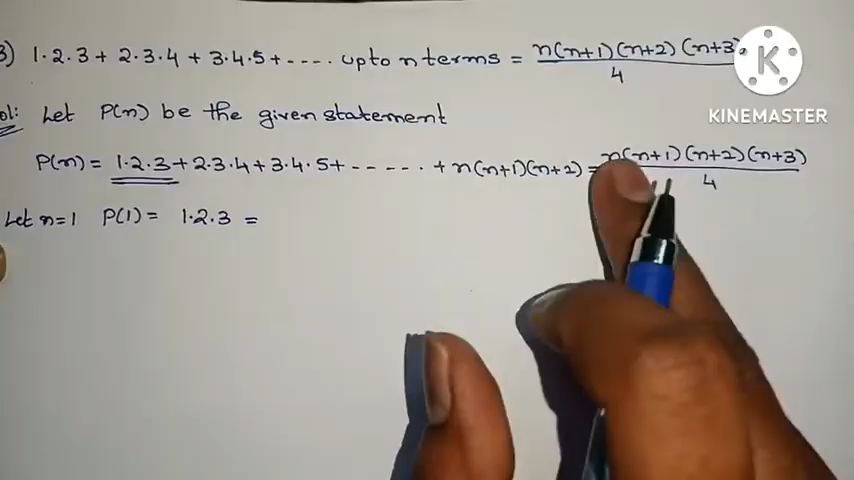 3) 1·2·3 + 2·3·4 + 3·4·5 + - - - - · upto n terms = n(n+1)(n+2)(n+3) / 4
Sol: Let P(n) be the given statement
P(n) = 1·2·3 + 2·3·4 + 3·4·5 + - - - - - · + n(n+1)(n+2) = n(n+1)(n+2)(n+3) / 4
Let n=1 P(1) = 1·2·3 =
K
KINEMASTER